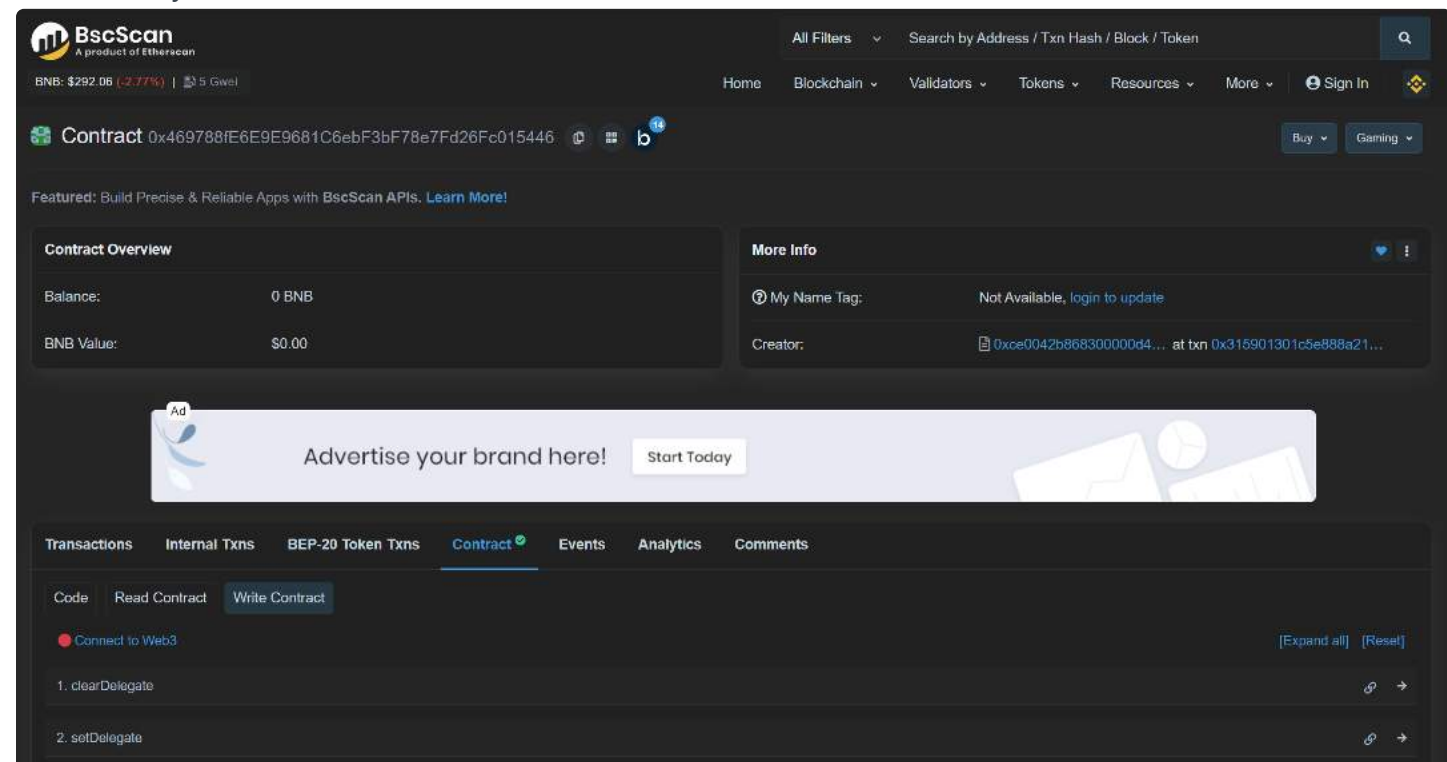 BscScan
A product of Etherscan
All Filters
Search by Address / Txn Hash / Block / Token
BNB: $292.06 (-2.77%) | 5 Gwei
Home Blockchain Validators Tokens Resources More Sign In
Contract 0x469788fE6E9E9681C6ebF3bF78e7Fd26Fc015446
14
Buy Gaming
Featured: Build Precise & Reliable Apps with BscScan APIs. Learn More!
Contract Overview
Balance: 0 BNB
BNB Value: $0.00
More Info
My Name Tag: Not Available, login to update
Creator: 0xce0042b868300000d4... at txn 0x315901301c5e888a21...
Ad
Advertise your brand here! Start Today
Transactions Internal Txns BEP-20 Token Txns Contract Events Analytics Comments
Code Read Contract Write Contract
Connect to Web3 [Expand all] [Reset]
1. clearDelegate
2. setDelegate